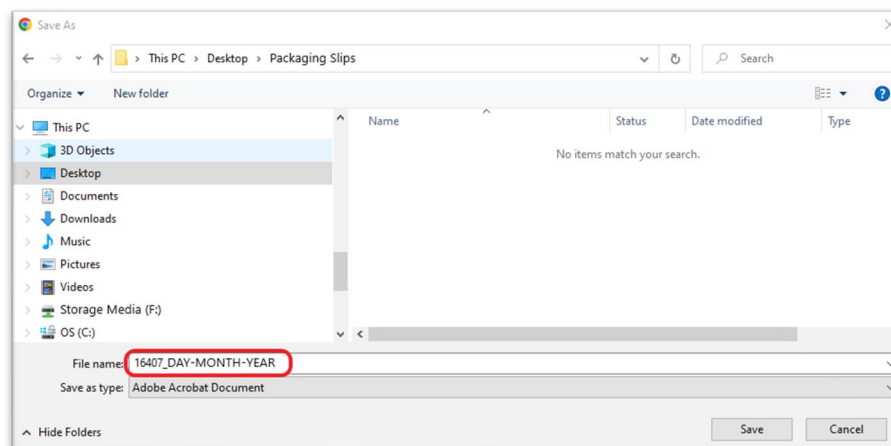 Save As
This PC > Desktop > Packaging Slips
Search
Organize
New folder
?
This PC
Name
Status
Date modified
Type
3D Objects
No items match your search.
Desktop
Documents
Downloads
Music
Pictures
Videos
Storage Media (F:)
OS (C:)
File name: 16407_DAY-MONTH-YEAR
Save as type: Adobe Acrobat Document
Hide Folders
Save
Cancel